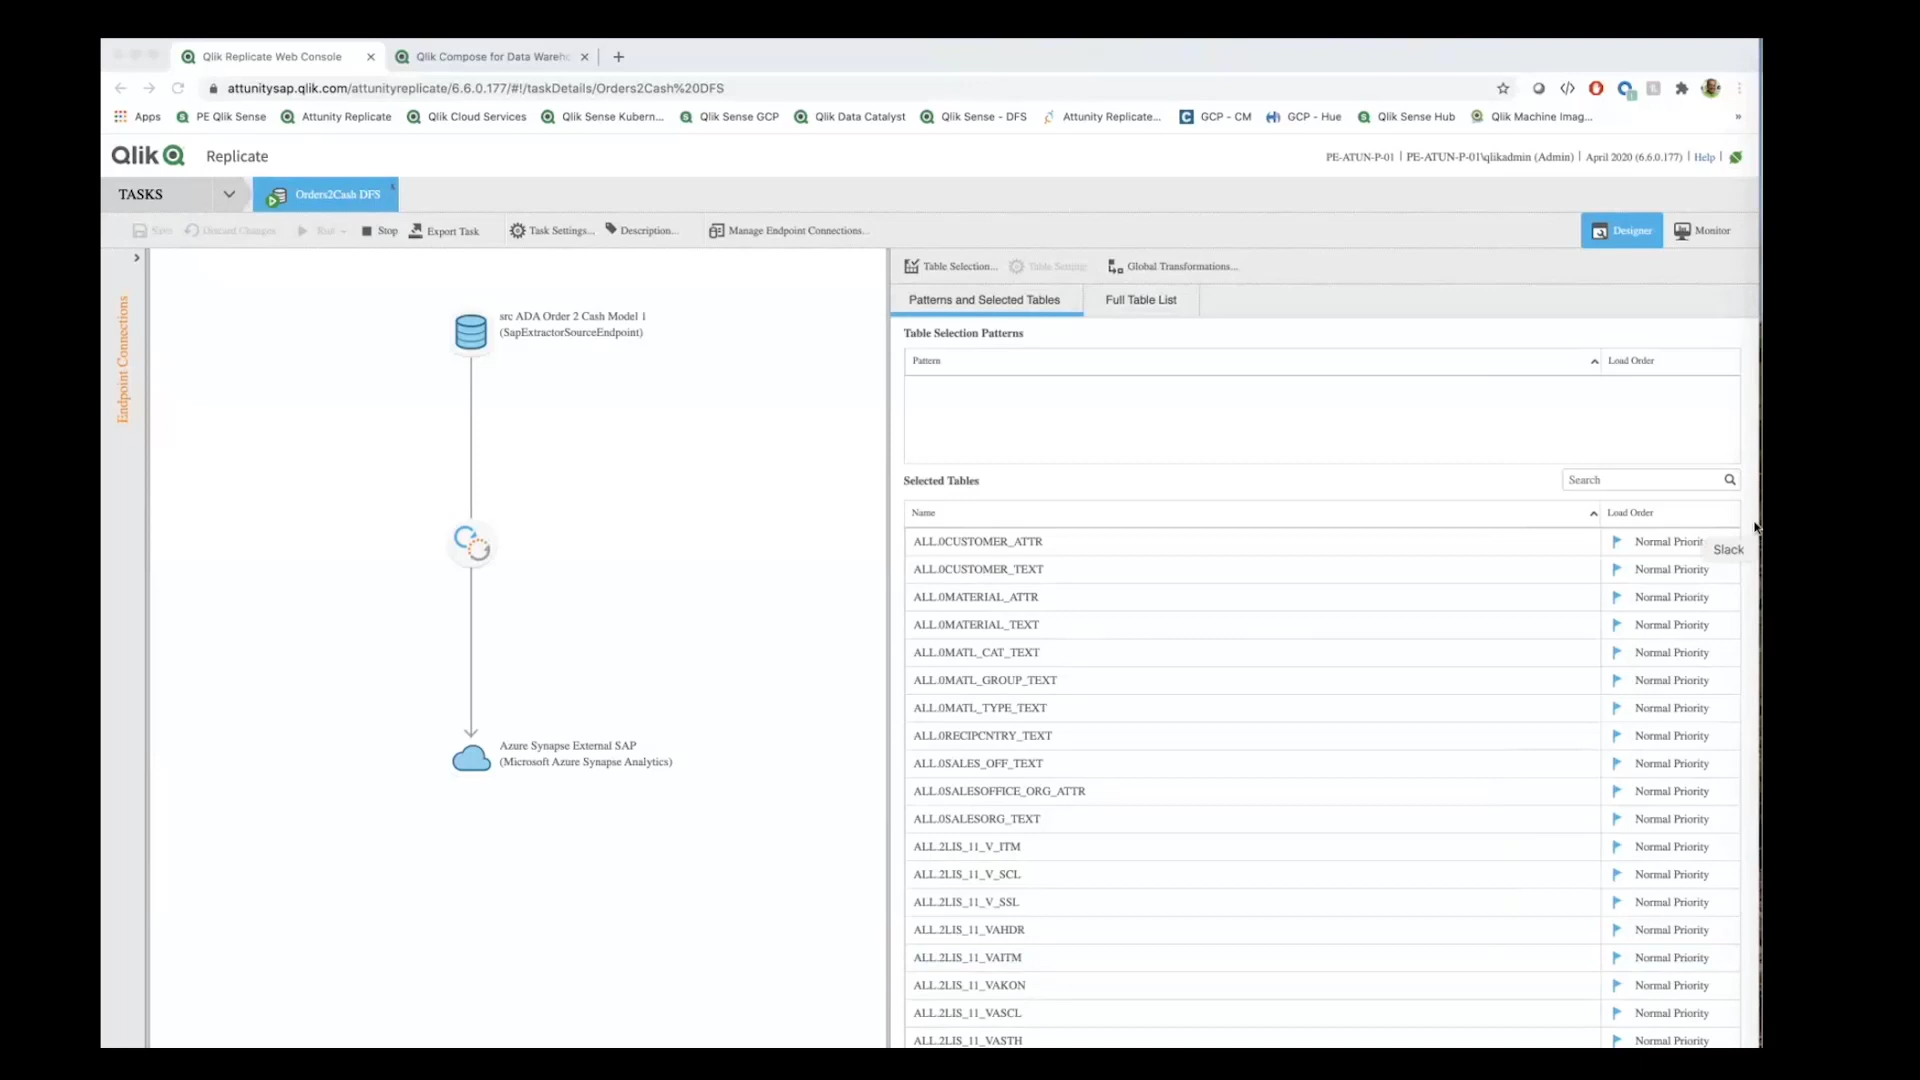 Qlik Replicate Web Console
Qlik Compose for Data Wareho
attunitysap.qlik.com/attunityreplicate/6.6.0.177/#!/taskDetails/Orders2Cash%20DFS
Apps PE Qlik Sense Attunity Replicate Qlik Cloud Services Qlik Sense Kubern... Qlik Sense GCP Qlik Data Catalyst Qlik Sense - DFS Attunity Replicate... GCP - CM GCP - Hue Qlik Sense Hub Qlik Machine Imag... »
Qlik Replicate
PE-ATUN-P-01 | PE-ATUN-P-01\qlikadmin (Admin) | April 2020 (6.6.0.177) | Help |
TASKS Orders2Cash DFS
Save Discard Changes Run Stop Export Task Task Settings... Description... Manage Endpoint Connections... Designer Monitor
Endpoint Connections
src ADA Order 2 Cash Model 1
(SapExtractorSourceEndpoint)
Azure Synapse External SAP
(Microsoft Azure Synapse Analytics)
Table Selection... Table Settings Global Transformations...
Patterns and Selected Tables Full Table List
Table Selection Patterns
Pattern Load Order
Selected Tables Search
Name Load Order
ALL.0CUSTOMER_ATTR Normal Priorit
Slack
ALL.0CUSTOMER_TEXT Normal Priority
ALL.0MATERIAL_ATTR Normal Priority
ALL.0MATERIAL_TEXT Normal Priority
ALL.0MATL_CAT_TEXT Normal Priority
ALL.0MATL_GROUP_TEXT Normal Priority
ALL.0MATL_TYPE_TEXT Normal Priority
ALL.0RECIPCNTRY_TEXT Normal Priority
ALL.0SALES_OFF_TEXT Normal Priority
ALL.0SALESOFFICE_ORG_ATTR Normal Priority
ALL.0SALESORG_TEXT Normal Priority
ALL.2LIS_11_V_ITM Normal Priority
ALL.2LIS_11_V_SCL Normal Priority
ALL.2LIS_11_V_SSL Normal Priority
ALL.2LIS_11_VAHDR Normal Priority
ALL.2LIS_11_VAITM Normal Priority
ALL.2LIS_11_VAKON Normal Priority
ALL.2LIS_11_VASCL Normal Priority
ALL.2LIS_11_VASTH Normal Priority